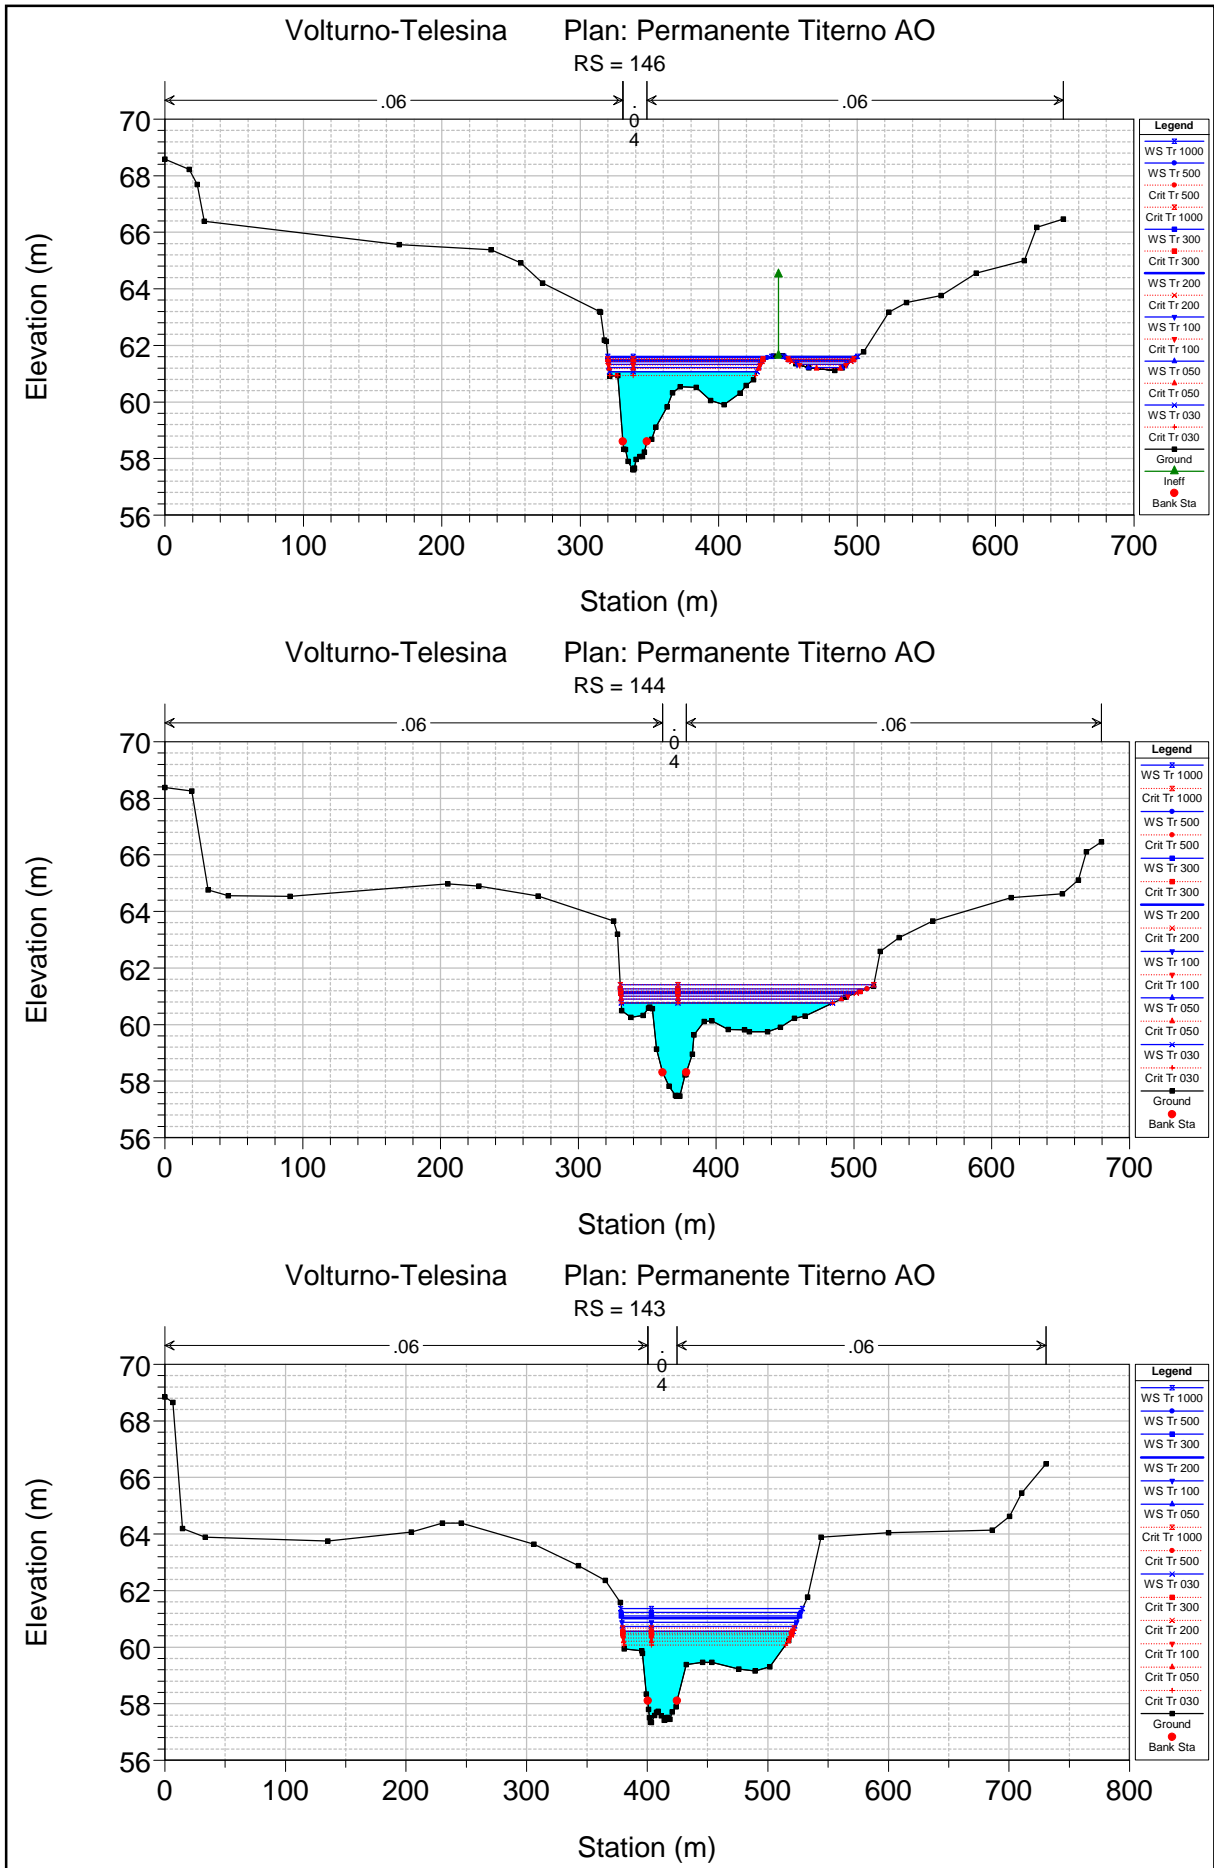 Volturno-Telesina Plan: Permanente Titerno AO
RS = 146
.06 .04 .06
70
68
66
64
62
60
58
56
Elevation (m)
0 100 200 300 400 500 600 700
Station (m)
Legend
WS Tr 1000
WS Tr 500
Crit Tr 500
Crit Tr 1000
WS Tr 300
Crit Tr 300
WS Tr 200
Crit Tr 200
WS Tr 100
Crit Tr 100
WS Tr 050
Crit Tr 050
WS Tr 030
Crit Tr 030
Ground
Ineff
Bank Sta
Volturno-Telesina Plan: Permanente Titerno AO
RS = 144
.06 .04 .06
70
68
66
64
62
60
58
56
Elevation (m)
0 100 200 300 400 500 600 700
Station (m)
Legend
WS Tr 1000
Crit Tr 1000
WS Tr 500
Crit Tr 500
WS Tr 300
Crit Tr 300
WS Tr 200
Crit Tr 200
WS Tr 100
Crit Tr 100
WS Tr 050
Crit Tr 050
WS Tr 030
Crit Tr 030
Ground
Bank Sta
Volturno-Telesina Plan: Permanente Titerno AO
RS = 143
.06 .04 .06
70
68
66
64
62
60
58
56
Elevation (m)
0 100 200 300 400 500 600 700 800
Station (m)
Legend
WS Tr 1000
WS Tr 500
WS Tr 300
WS Tr 200
WS Tr 100
WS Tr 050
Crit Tr 1000
Crit Tr 500
WS Tr 030
Crit Tr 300
Crit Tr 200
Crit Tr 100
Crit Tr 050
Crit Tr 030
Ground
Bank Sta